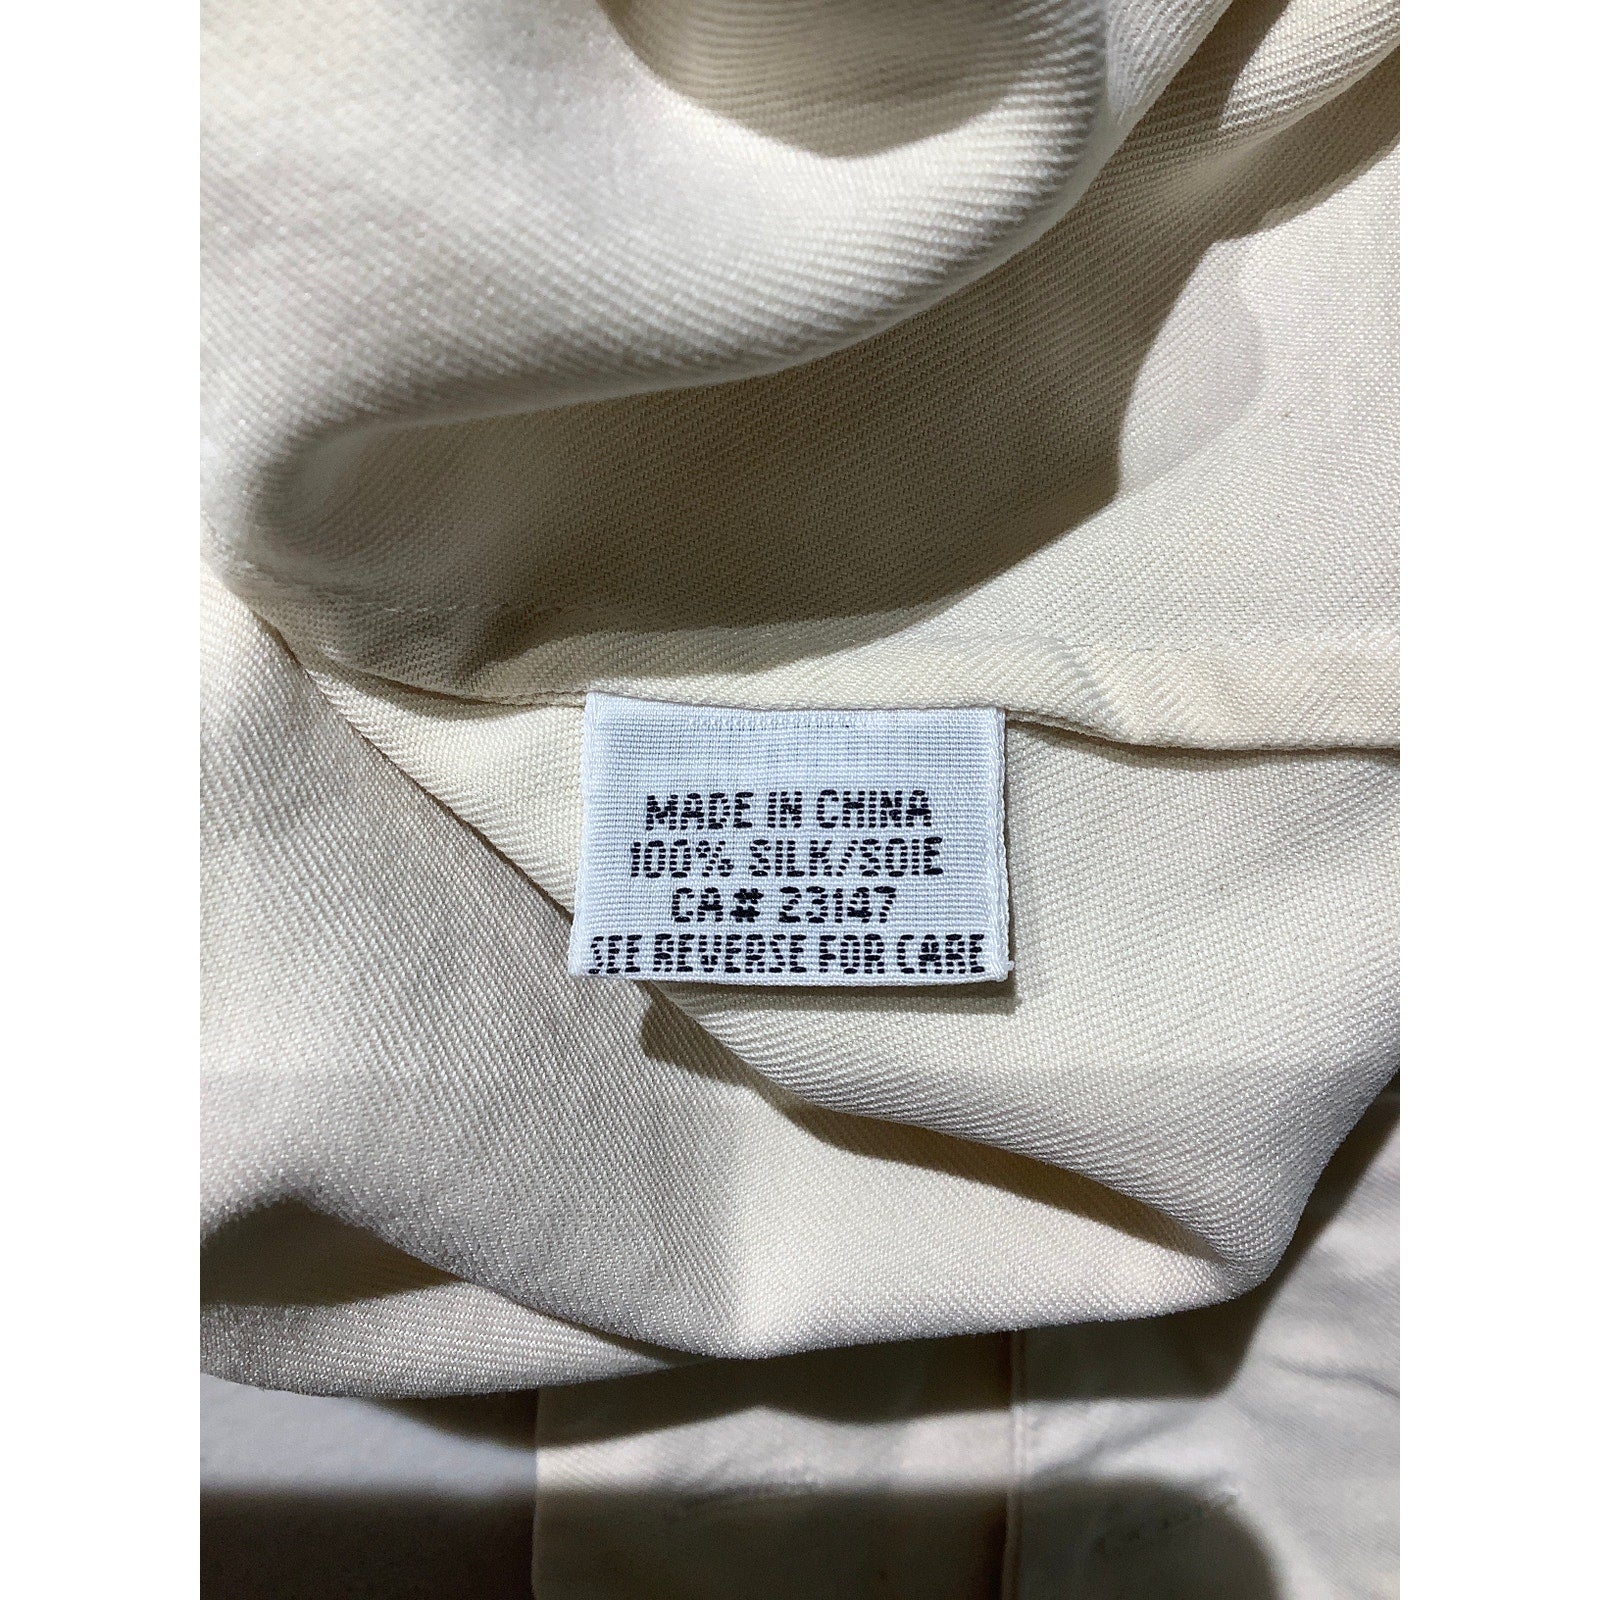 MADE IN CHINA
100% SILK/SOIE
CA# 23147
SEE REVERSE FOR CARE